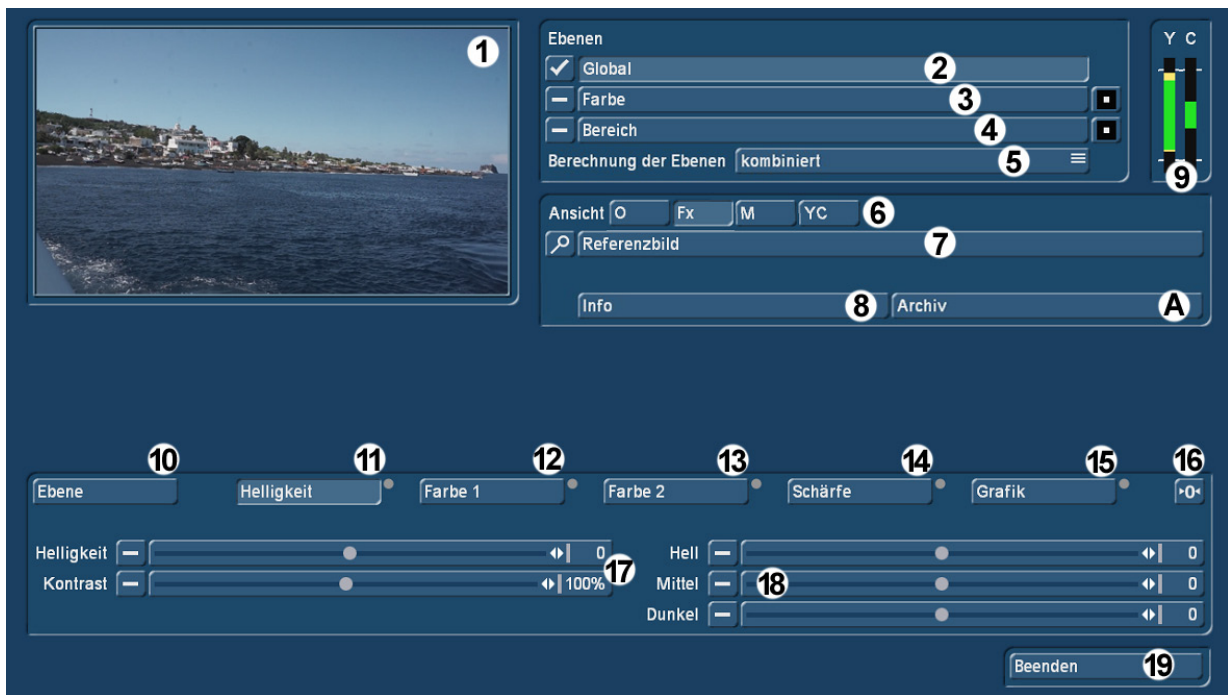 1
Ebenen
Y C
Global 2
Farbe 3
Bereich 4
Berechnung der Ebenen kombiniert 5
9
Ansicht O Fx M YC 6
Referenzbild 7
Info 8 Archiv A
10 11 12 13 14 15 16
Ebene Helligkeit Farbe 1 Farbe 2 Schärfe Grafik 0
Helligkeit 0 Hell 0
17
Kontrast 100% Mittel 18 0
Dunkel 0
Beenden 19